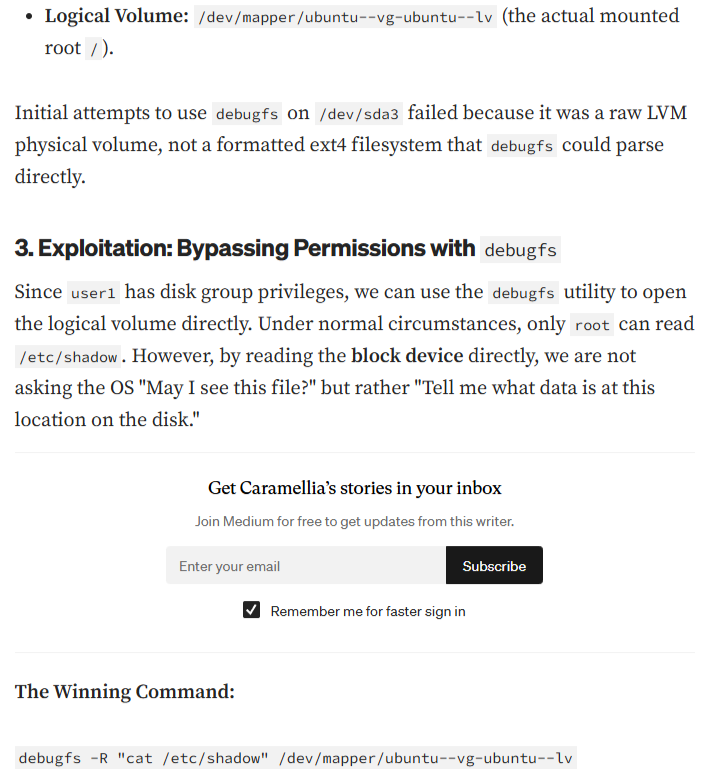 • Logical Volume: /dev/mapper/ubuntu--vg-ubuntu--lv (the actual mounted
root / ).
Initial attempts to use debugfs on /dev/sda3 failed because it was a raw LVM
physical volume, not a formatted ext4 filesystem that debugfs could parse
directly.
3. Exploitation: Bypassing Permissions with debugfs
Since user1 has disk group privileges, we can use the debugfs utility to open
the logical volume directly. Under normal circumstances, only root can read
/etc/shadow. However, by reading the block device directly, we are not
asking the OS "May I see this file?" but rather "Tell me what data is at this
location on the disk."
Get Caramellia’s stories in your inbox
Join Medium for free to get updates from this writer.
Enter your email
Subscribe
Remember me for faster sign in
The Winning Command:
debugfs -R "cat /etc/shadow" /dev/mapper/ubuntu--vg-ubuntu--lv